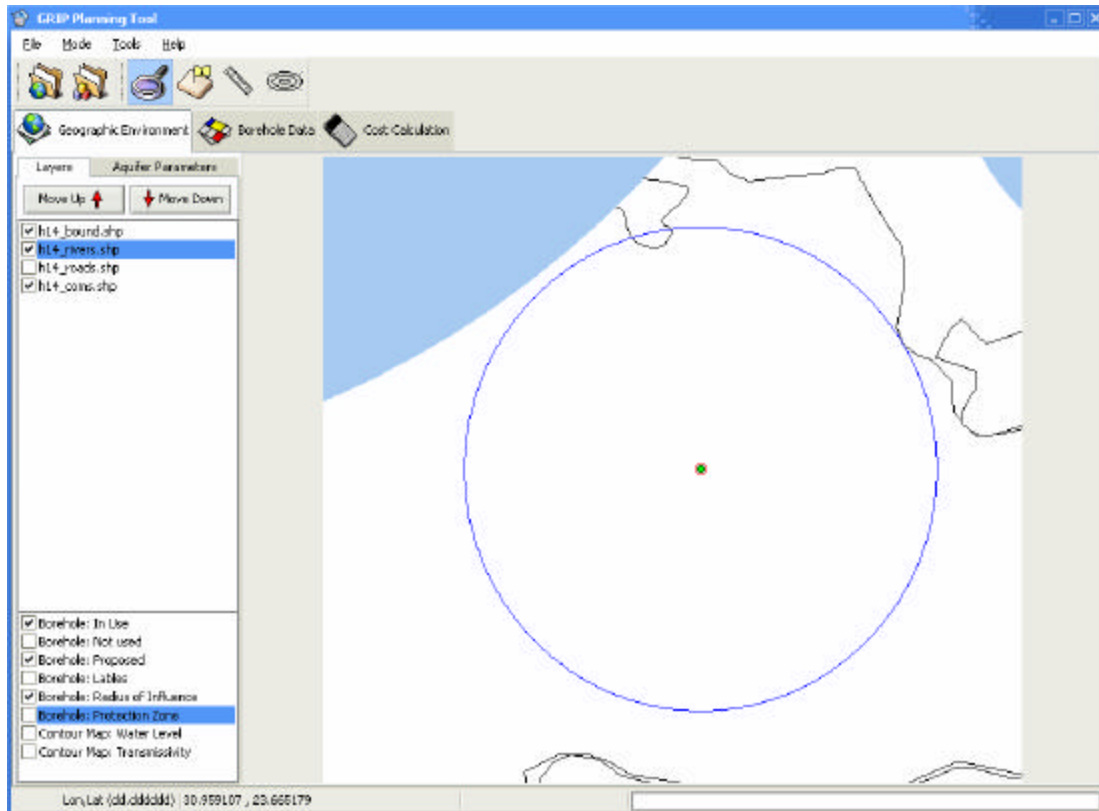 GRIP Planning Tool
File Mode Tools Help
Geographic Environment Borehole Data Cost Calculation
Layers Aquifer Parameters
Move Up Move Down
h14_bound.shp
h14_rivers.shp
h14_roads.shp
h14_coms.shp
Borehole: In Use
Borehole: Not used
Borehole: Proposed
Borehole: Lables
Borehole: Radius of Influence
Borehole: Protection Zone
Contour Map: Water Level
Contour Map: Transmissivity
Lon,Lat (dd.dddddd) 30.959107 , 23.665179